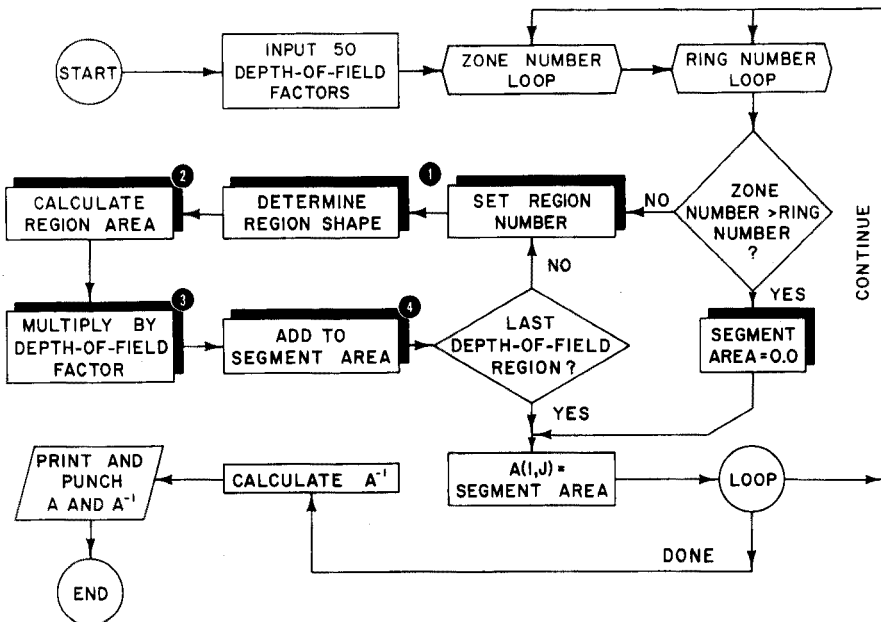 START
INPUT 50
DEPTH-OF-FIELD
FACTORS
ZONE NUMBER
LOOP
RING NUMBER
LOOP
ZONE
NUMBER >RING
NUMBER
?
NO
YES
CONTINUE
1
SET REGION
NUMBER
DETERMINE
REGION SHAPE
2
CALCULATE
REGION AREA
3
MULTIPLY BY
DEPTH-OF-FIELD
FACTOR
4
ADD TO
SEGMENT AREA
NO
LAST
DEPTH-OF-FIELD
REGION?
YES
SEGMENT
AREA=0.0
A(I,J)=
SEGMENT AREA
LOOP
DONE
CALCULATE A⁻¹
PRINT AND
PUNCH
A AND A⁻¹
END